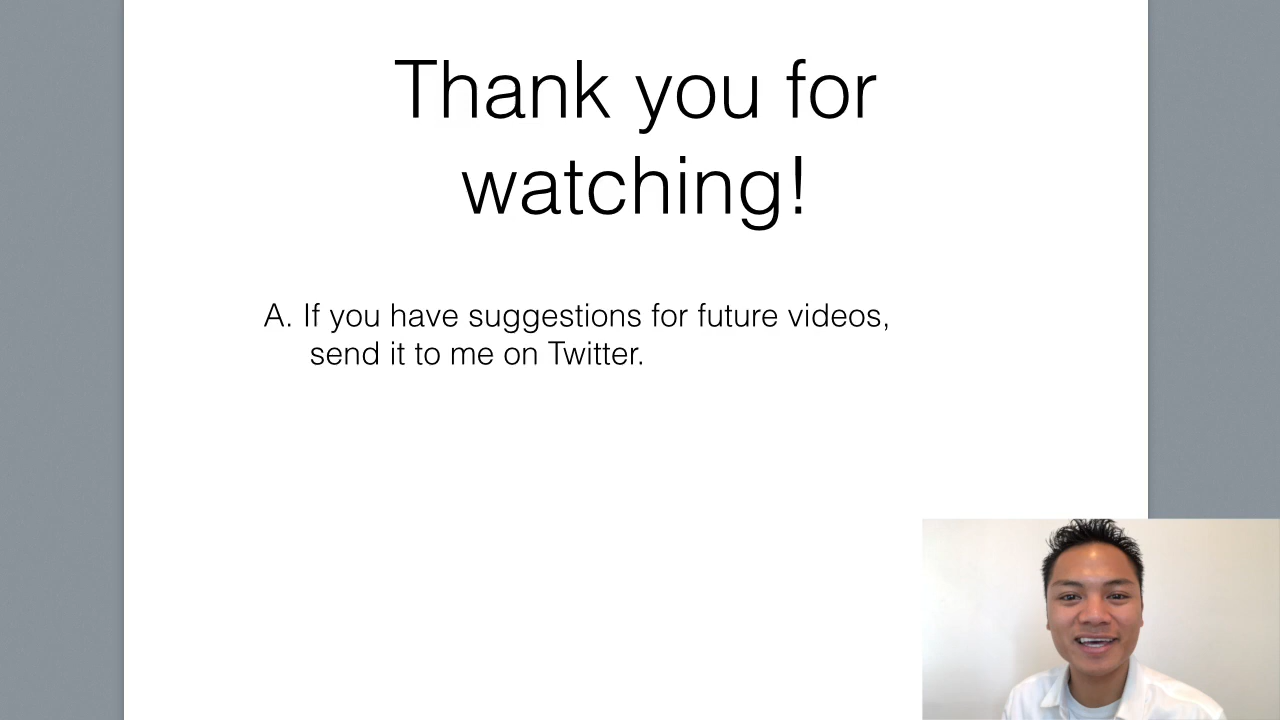 Thank you for
watching!
A. If you have suggestions for future videos,
send it to me on Twitter.